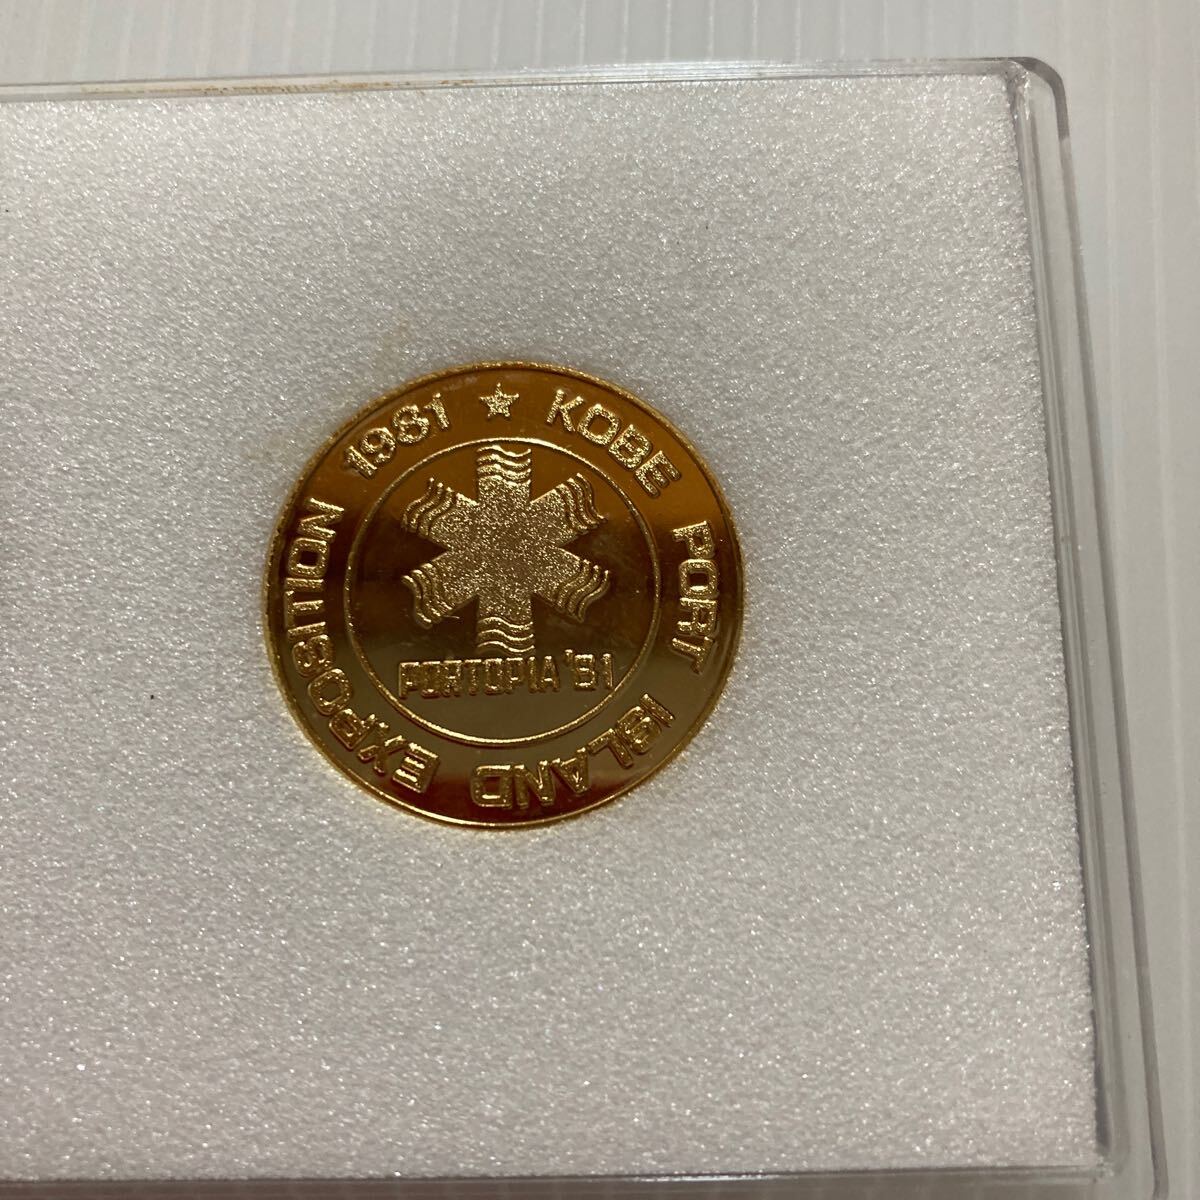 ★ KOBE PORT ISLAND EXPOSITION 1981
PORTOPIA '81